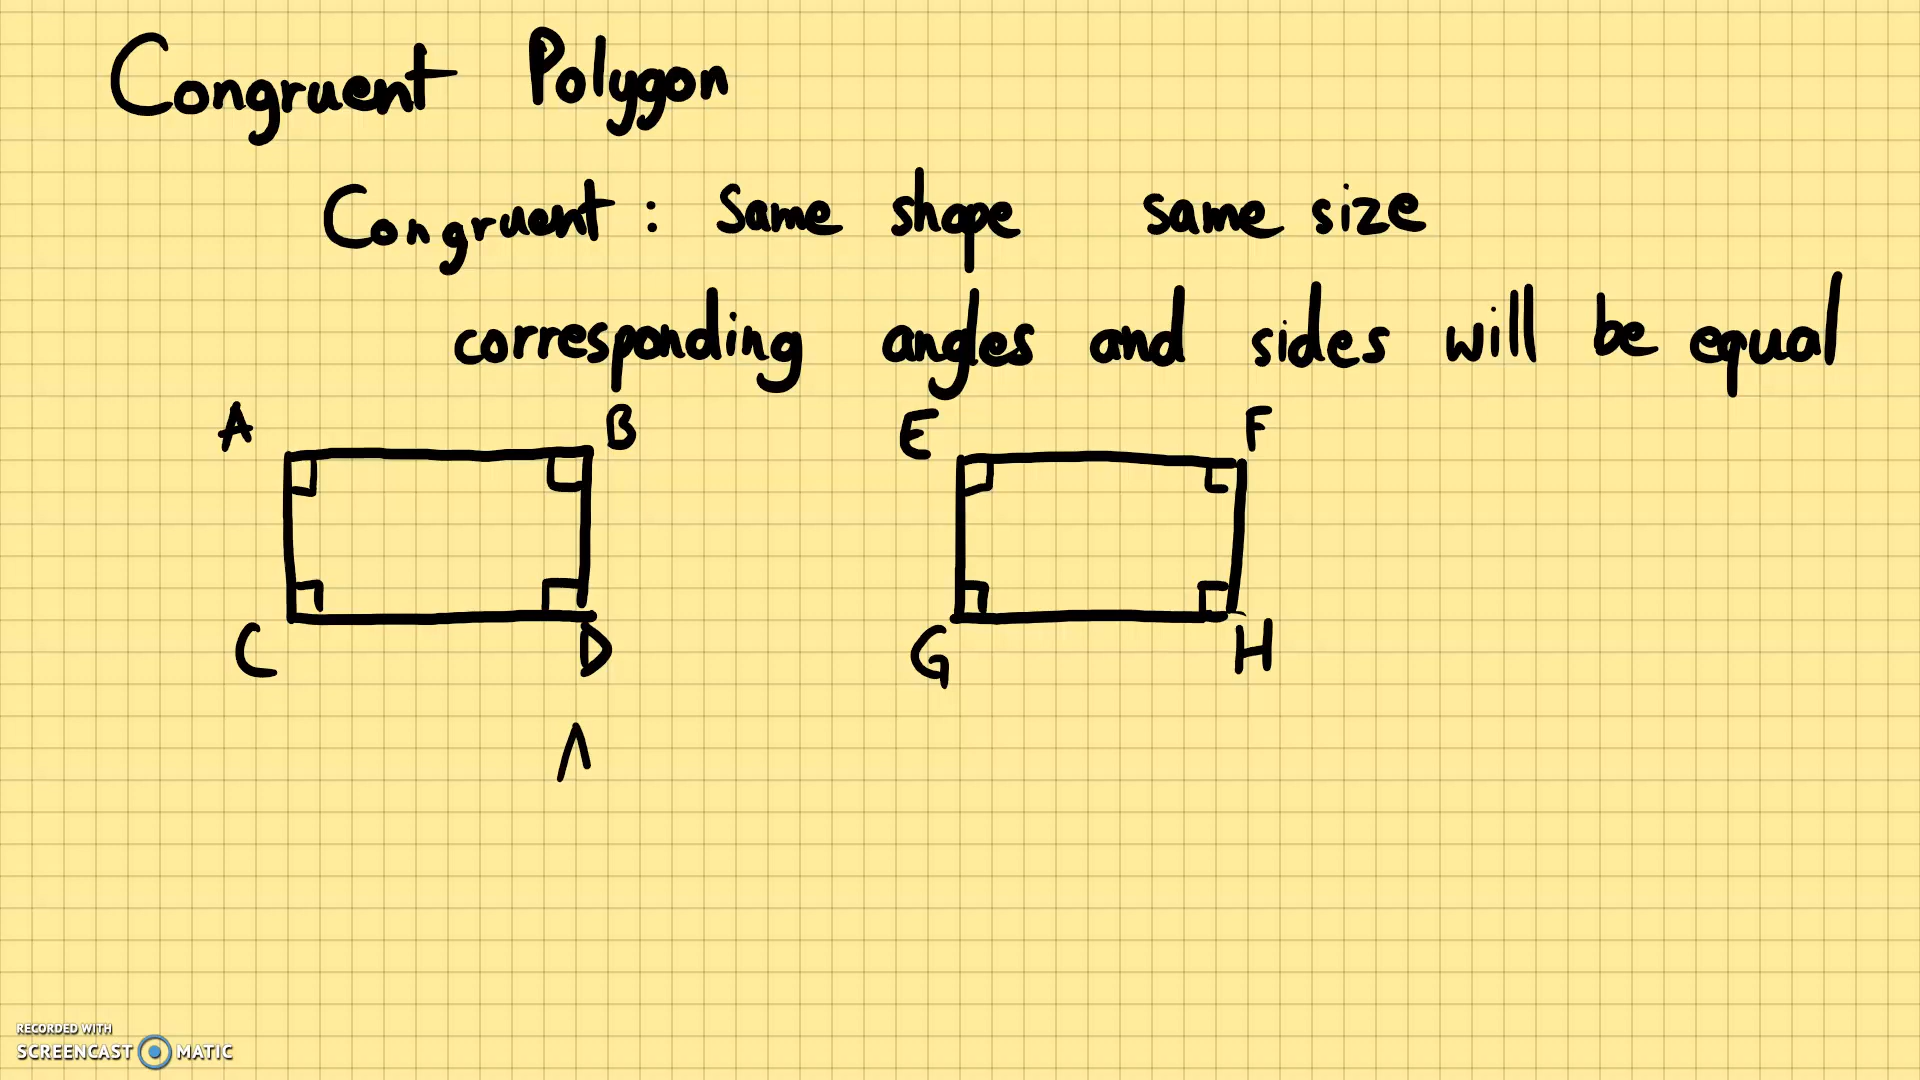 Congruent Polygon
Congruent : Same shape same size
corresponding angles and sides will be equal
A B E F
C D G H
RECORDED WITH
SCREENCAST MATIC